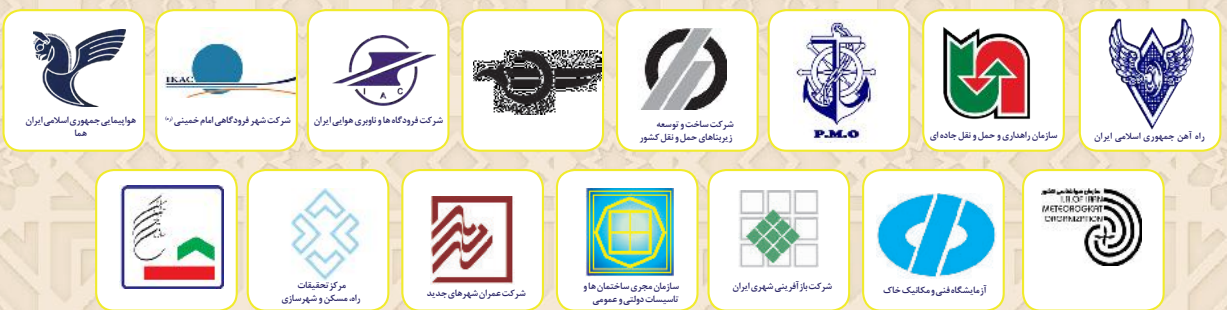 راه آهن جمهوری اسلامی ایران
سازمان راهداری و حمل و نقل جاده ای
P.M.O
شرکت ساخت و توسعه
زیربناهای حمل و نقل کشور
شرکت فرودگاه ها و ناوبری هوایی ایران
I A C
شرکت شهر فرودگاهی امام خمینی (ره)
IKAC
هواپیمایی جمهوری اسلامی ایران
هما
سازمان هواشناسی کشور
I.R.OF IRAN
METEOROGICAT
ORGRNIZATION
آزمایشگاه فنی و مکانیک خاک
شرکت بازآفرینی شهری ایران
سازمان مجری ساختمان ها و
تاسیسات دولتی و عمومی
شرکت عمران شهرهای جدید
مرکز تحقیقات
راه، مسکن و شهرسازی